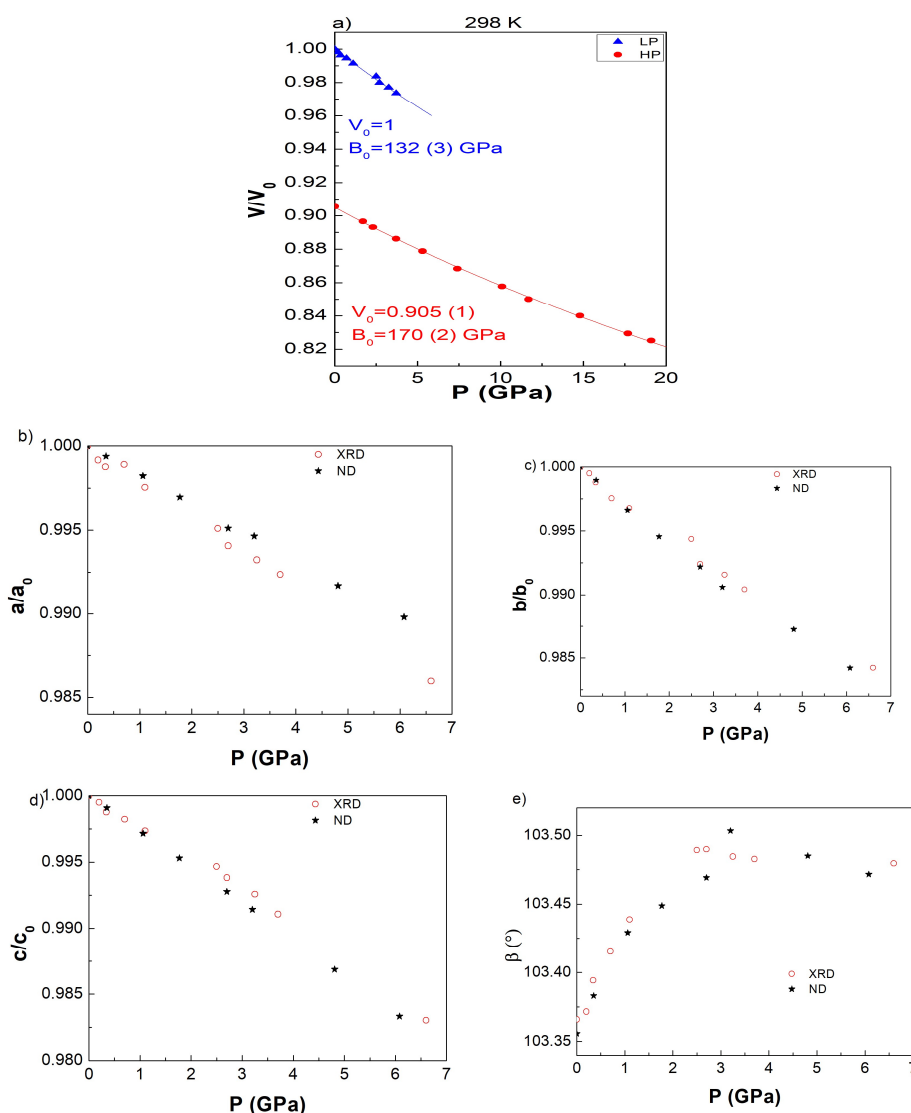 a)
298 K
1.00
0.98
0.96
0.94
0.92
0.90
0.88
0.86
0.84
0.82
V/V₀
LP
HP
Vₒ=1
Bₒ=132 (3) GPa
Vₒ=0.905 (1)
Bₒ=170 (2) GPa
0 5 10 15 20
P (GPa)
b)
1.000
0.995
0.990
0.985
a/a₀
XRD
ND
0 1 2 3 4 5 6 7
P (GPa)
c)
1.000
0.995
0.990
0.985
b/b₀
XRD
ND
0 1 2 3 4 5 6 7
P (GPa)
d)
1.000
0.995
0.990
0.985
0.980
c/c₀
XRD
ND
0 1 2 3 4 5 6 7
P (GPa)
e)
103.50
103.45
103.40
103.35
β (°)
XRD
ND
0 1 2 3 4 5 6 7
P (GPa)